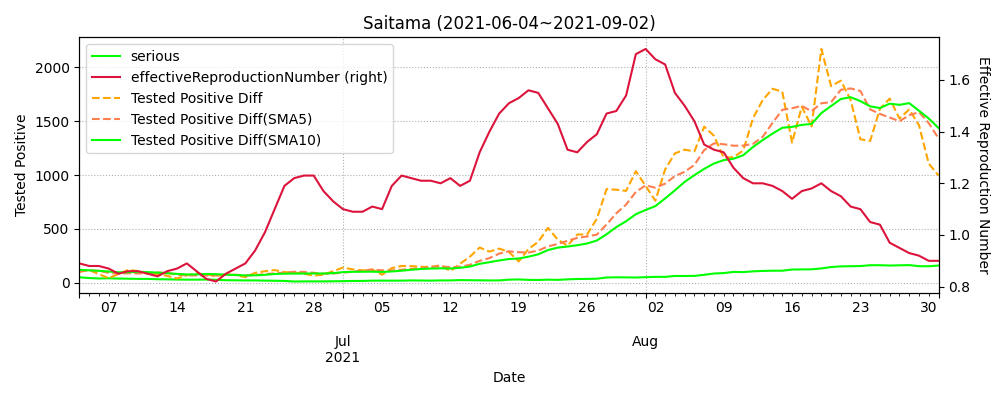 Saitama (2021-06-04~2021-09-02)
serious
effectiveReproductionNumber (right)
Tested Positive Diff
Tested Positive Diff(SMA5)
Tested Positive Diff(SMA10)
Tested Positive
2000
1500
1000
500
0
Effective Reproduction Number
1.6
1.4
1.2
1.0
0.8
07 14 21 28 05 12 19 26 02 09 16 23 30
Jul Aug
2021
Date